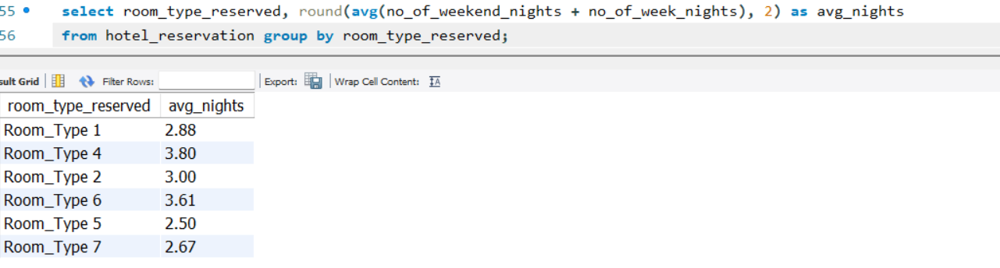 55 select room_type_reserved, round(avg(no_of_weekend_nights + no_of_week_nights), 2) as avg_nights
56 from hotel_reservation group by room_type_reserved;
sult Grid Filter Rows: Export: Wrap Cell Content: IA
room_type_reserved avg_nights
Room_Type 1 2.88
Room_Type 4 3.80
Room_Type 2 3.00
Room_Type 6 3.61
Room_Type 5 2.50
Room_Type 7 2.67